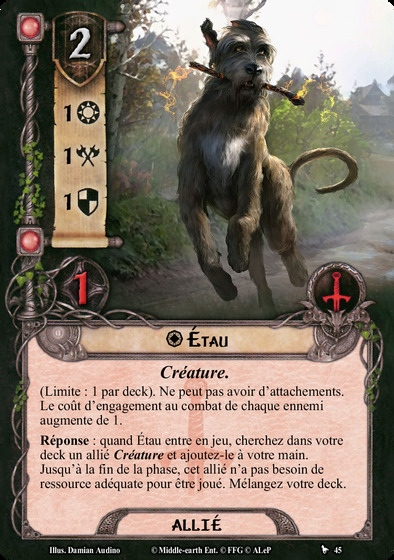 2
1
1
1
1
Étau
Créature.
(Limite : 1 par deck). Ne peut pas avoir d'attachements.
Le coût d'engagement au combat de chaque ennemi
augmente de 1.
Réponse : quand Étau entre en jeu, cherchez dans votre
deck un allié Créature et ajoutez-le à votre main.
Jusqu'à la fin de la phase, cet allié n'a pas besoin de
ressource adéquate pour être joué. Mélangez votre deck.
ALLIÉ
Illus. Damian Audino © Middle-earth Ent. © FFG © ALeP 45